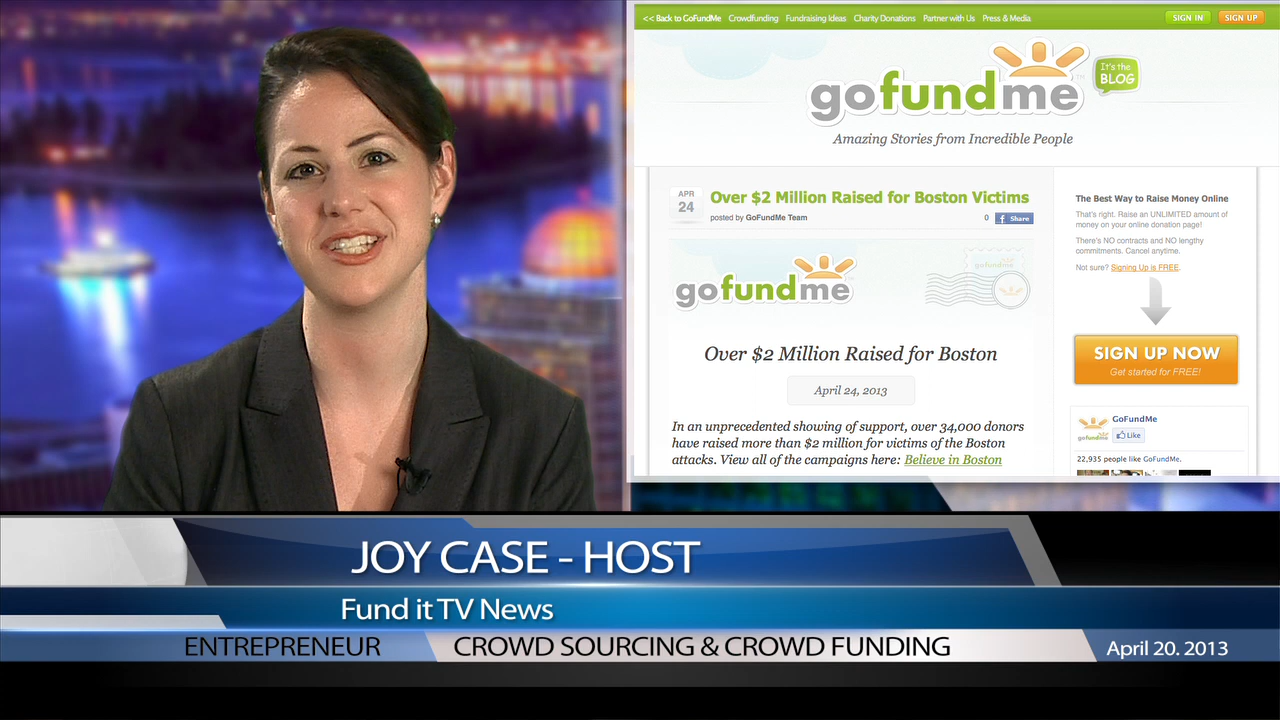 << Back to GoFundMe Crowdfunding Fundraising Ideas Charity Donations Partner with Us Press & Media SIGN IN SIGN UP
gofundme™
It's the
BLOG
Amazing Stories from Incredible People
APR
24
Over $2 Million Raised for Boston Victims
posted by GoFundMe Team
0
Share
gofundme
gofundme
Over $2 Million Raised for Boston
April 24, 2013
In an unprecedented showing of support, over 34,000 donors
have raised more than $2 million for victims of the Boston
attacks. View all of the campaigns here: Believe in Boston
The Best Way to Raise Money Online
That's right. Raise an UNLIMITED amount of
money on your online donation page!
There's NO contracts and NO lengthy
commitments. Cancel anytime.
Not sure? Signing Up is FREE.
SIGN UP NOW
Get started for FREE!
gofundme
GoFundMe
Like
22,935 people like GoFundMe.
JOY CASE - HOST
Fund it TV News
ENTREPRENEUR
CROWD SOURCING & CROWD FUNDING
April 20. 2013